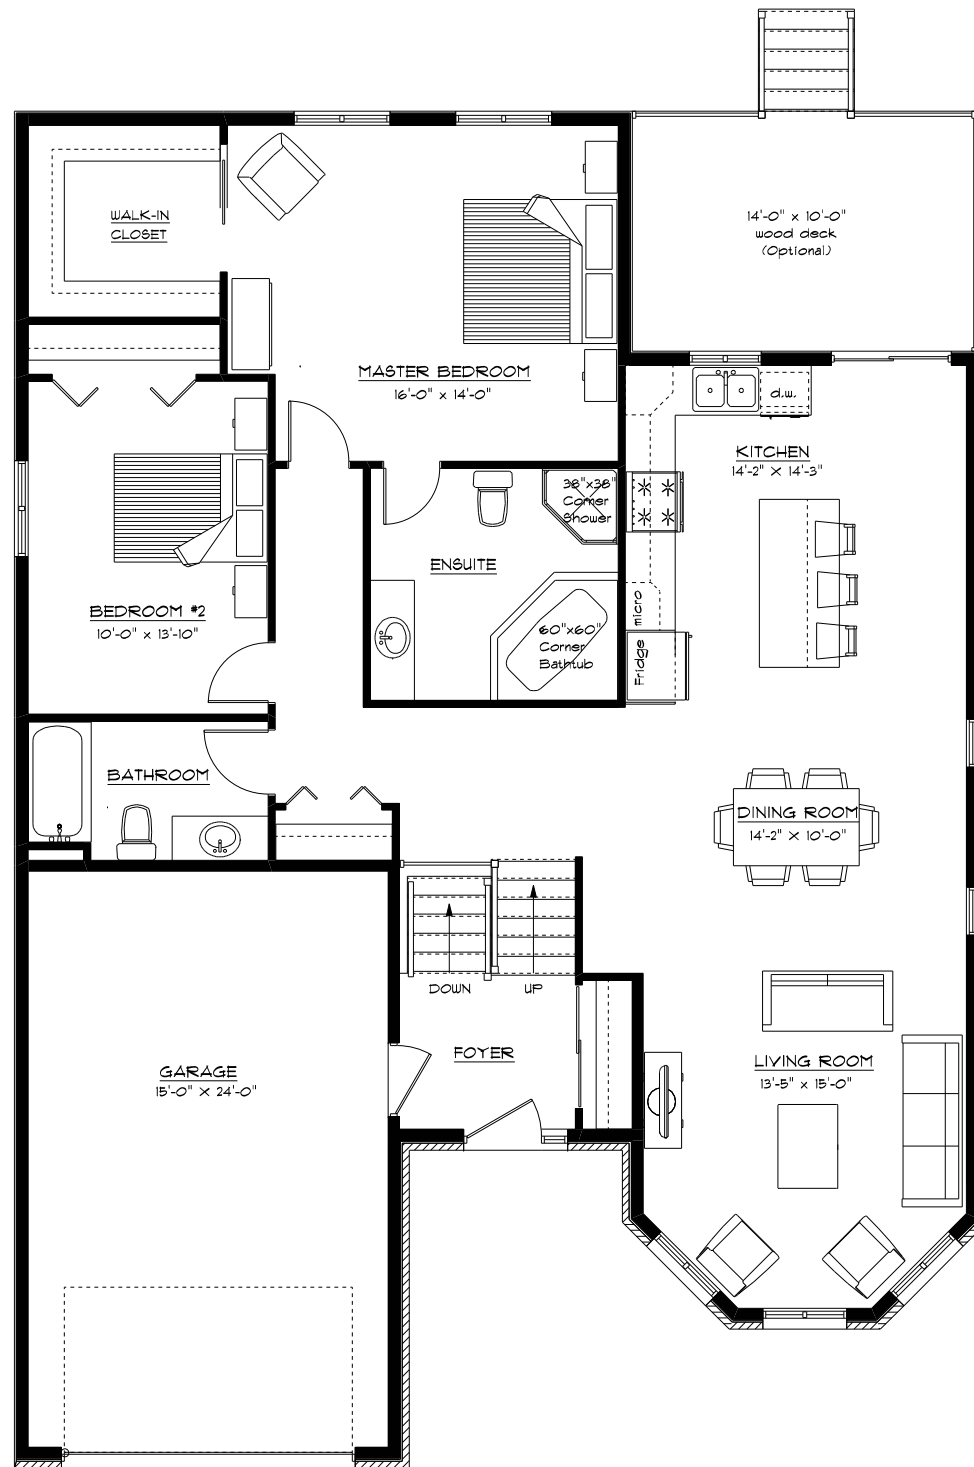 WALK-IN
CLOSET
14'-0" x 10'-0"
wood deck
(Optional)
MASTER BEDROOM
16'-0" x 14'-0"
d.w.
KITCHEN
14'-2" X 14'-3"
38"x38"
Corner
Shower
ENSUITE
BEDROOM #2
10'-0" x 13'-10"
micro
Fridge
60"x60"
Corner
Bathtub
BATHROOM
DINING ROOM
14'-2" X 10'-0"
DOWN
UP
FOYER
GARAGE
15'-0" X 24'-0"
LIVING ROOM
13'-5" x 15'-0"